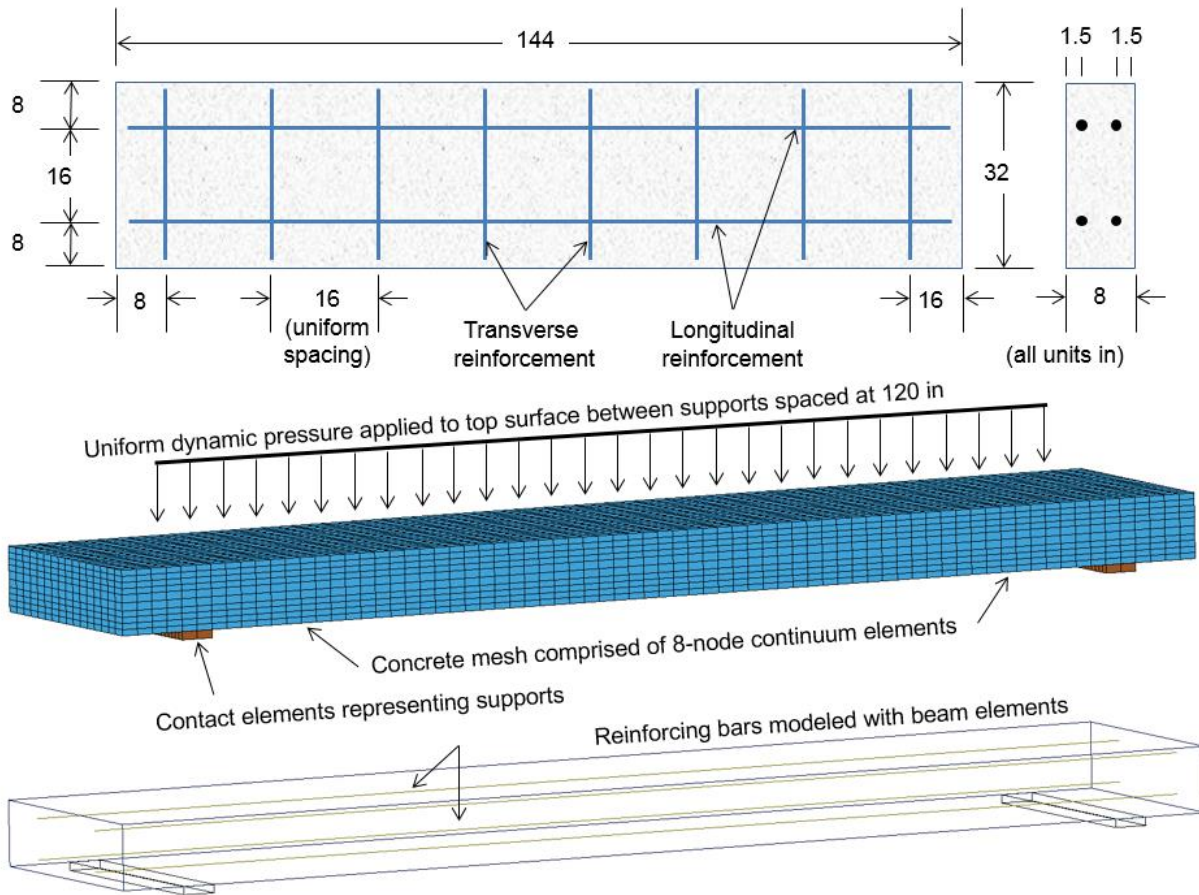 144
1.5 1.5
8
16
8
32
8
16
(uniform
spacing)
Transverse
reinforcement
Longitudinal
reinforcement
16
8
(all units in)
Uniform dynamic pressure applied to top surface between supports spaced at 120 in
Concrete mesh comprised of 8-node continuum elements
Contact elements representing supports
Reinforcing bars modeled with beam elements